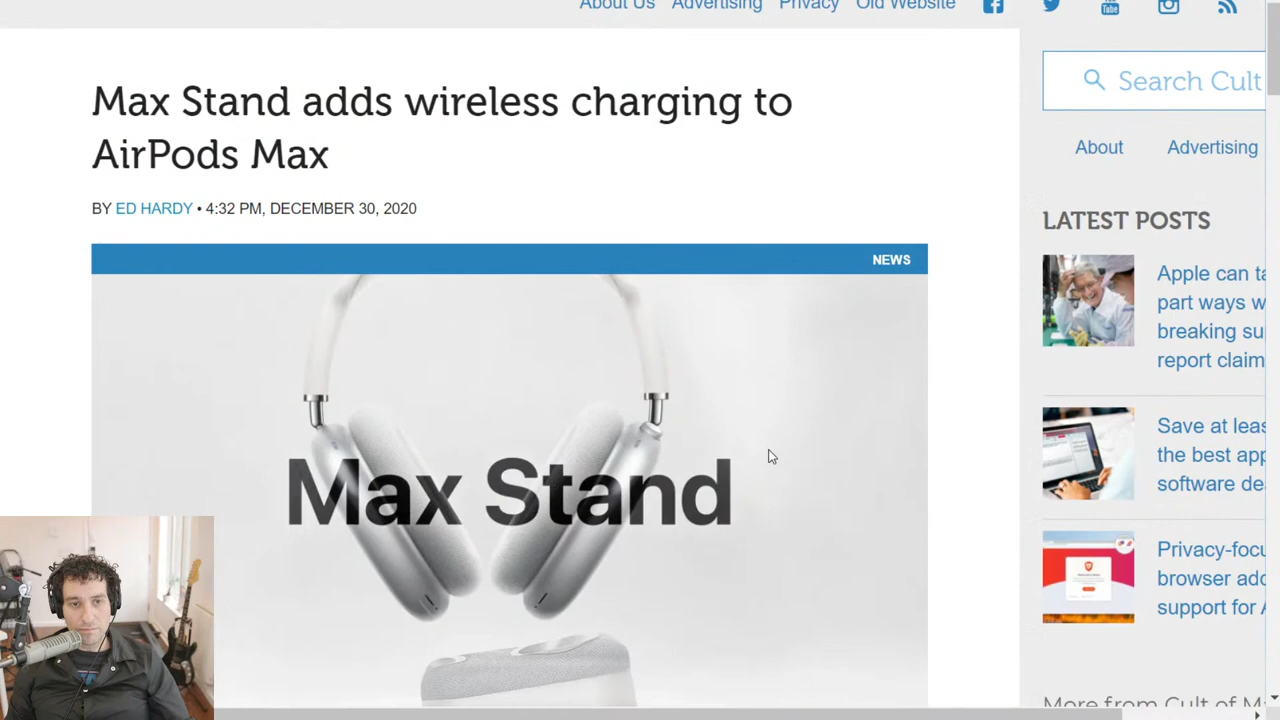 About Us Advertising Privacy Old Website
Max Stand adds wireless charging to
AirPods Max
BY ED HARDY • 4:32 PM, DECEMBER 30, 2020
NEWS
Max Stand
Search Cult
About Advertising
LATEST POSTS
Apple can ta
part ways w
breaking su
report claim
Save at leas
the best app
software de
Privacy-focu
browser add
support for A
More from Cult of M